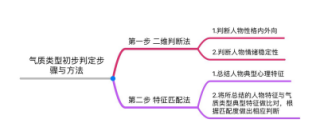 气质类型初步判定步
骤与方法
第一步 二维判断法
1.判断人物性格内外向
2.判断人物情绪稳定性
第二步 特征匹配法
1.总结人物典型心理特征
2.将所总结的人物特征与气
质类型典型特征做比对，根
据匹配度做出相应判断